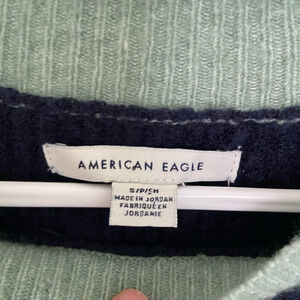 AMERICAN EAGLE
S/P/CH
MADE IN JORDAN
FABRIQUÉ EN
JORDANIE